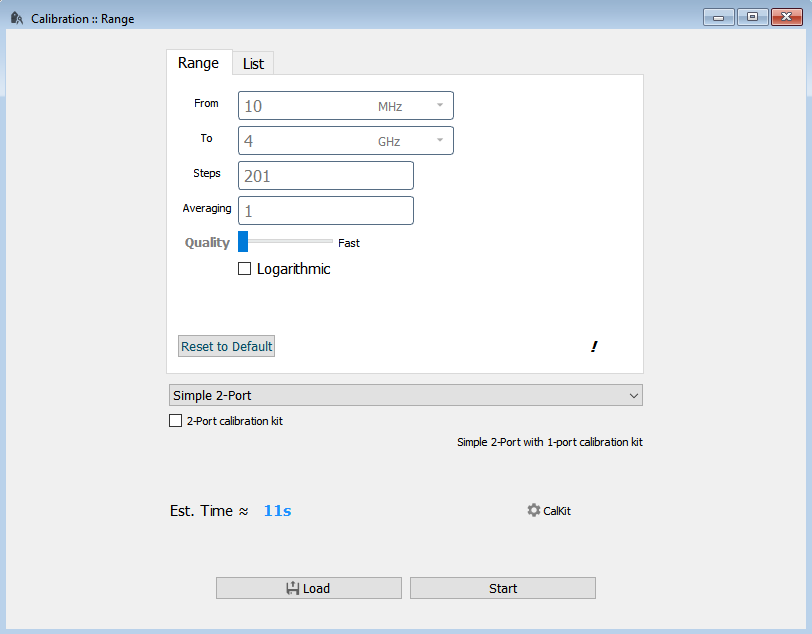 Calibration :: Range
Range List
From 10 MHz
To 4 GHz
Steps 201
Averaging 1
Quality Fast
Logarithmic
Reset to Default !
Simple 2-Port
2-Port calibration kit
Simple 2-Port with 1-port calibration kit
Est. Time ≈ 11s CalKit
Load Start